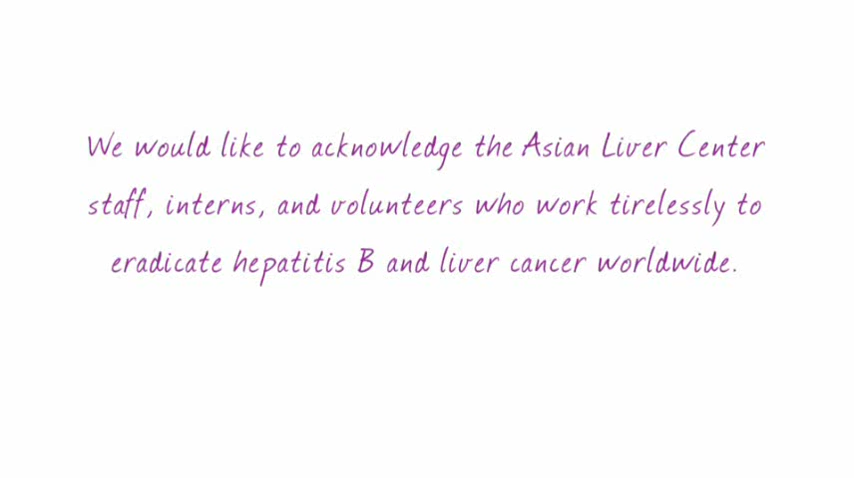 We would like to acknowledge the Asian Liver Center
staff, interns, and volunteers who work tirelessly to
eradicate hepatitis B and liver cancer worldwide.